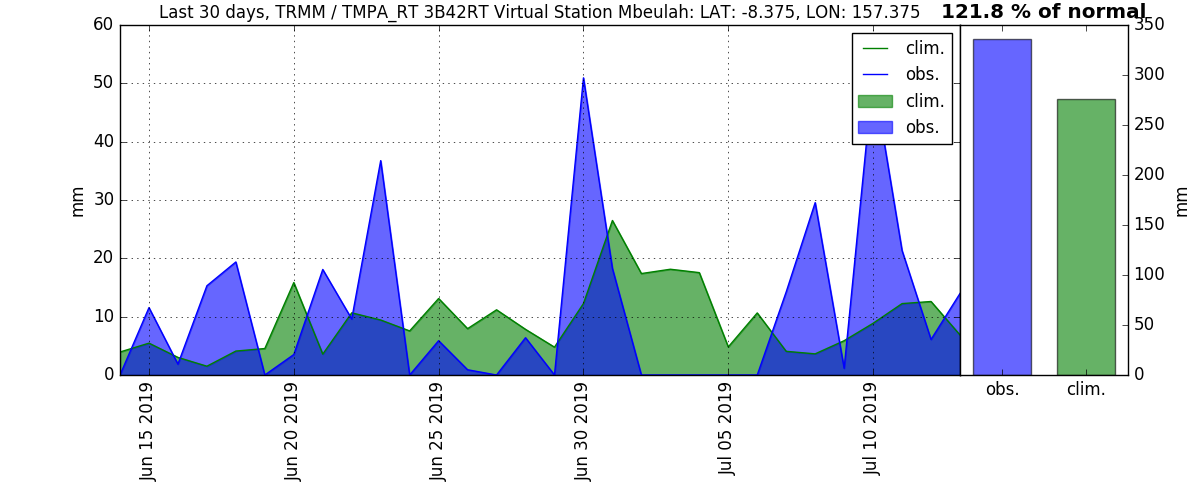 Last 30 days, TRMM / TMPA_RT 3B42RT Virtual Station Mbeulah: LAT: -8.375, LON: 157.375
121.8 % of normal
60
50
40
30
20
10
0
mm
clim.
obs.
clim.
obs.
Jun 15 2019
Jun 20 2019
Jun 25 2019
Jun 30 2019
Jul 05 2019
Jul 10 2019
350
300
250
200
150
100
50
0
mm
obs.
clim.